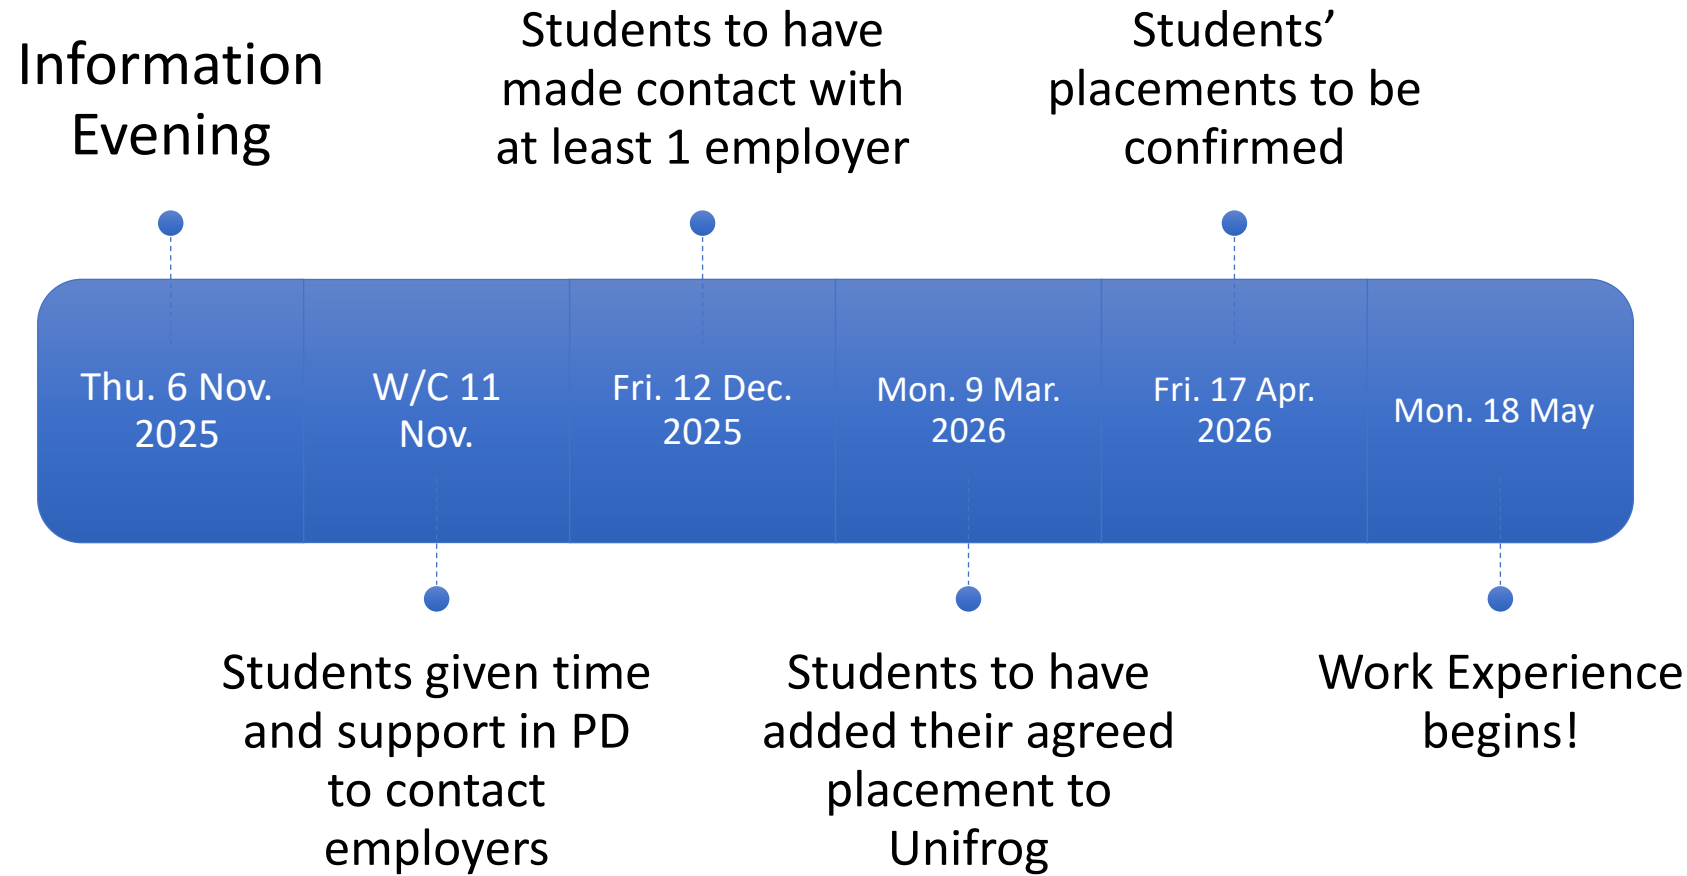 Information
Evening
Students to have
made contact with
at least 1 employer
Students’
placements to be
confirmed
Thu. 6 Nov.
2025
W/C 11
Nov.
Fri. 12 Dec.
2025
Mon. 9 Mar.
2026
Fri. 17 Apr.
2026
Mon. 18 May
Students given time
and support in PD
to contact
employers
Students to have
added their agreed
placement to
Unifrog
Work Experience
begins!